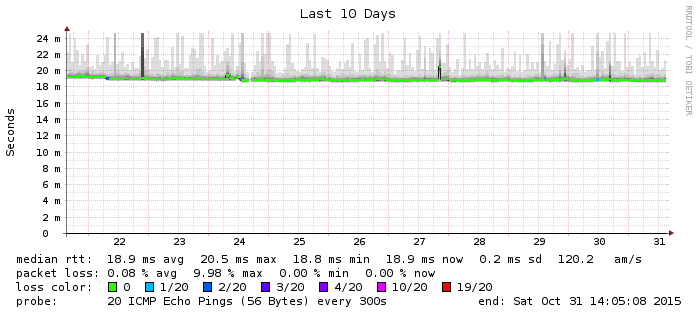 Last 10 Days
RRDTOOL / TOBI OETIKER
Seconds
24 m
22 m
20 m
18 m
16 m
14 m
12 m
10 m
8 m
6 m
4 m
2 m
0
22 23 24 25 26 27 28 29 30 31
median rtt: 18.9 ms avg 20.5 ms max 18.8 ms min 18.9 ms now 0.2 ms sd 120.2 am/s
packet loss: 0.08 % avg 9.98 % max 0.00 % min 0.00 % now
loss color: 0 1/20 2/20 3/20 4/20 10/20 19/20
probe: 20 ICMP Echo Pings (56 Bytes) every 300s end: Sat Oct 31 14:05:08 2015